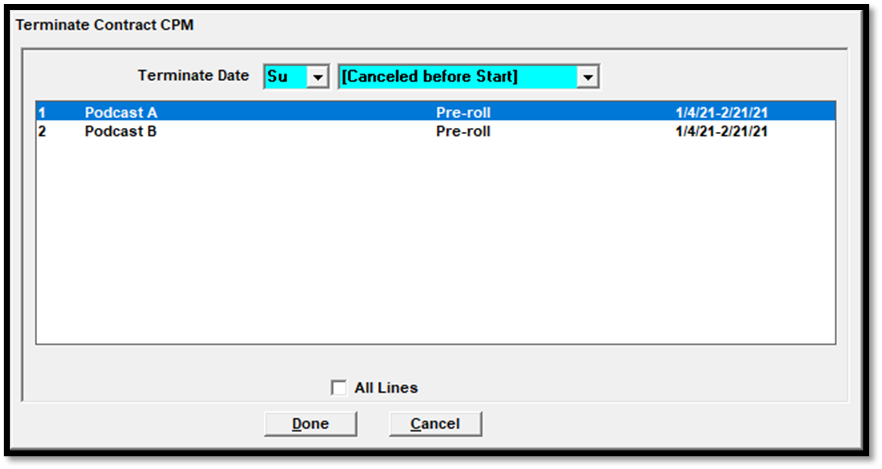 Terminate Contract CPM
Terminate Date Su [Canceled before Start]
1 Podcast A Pre-roll 1/4/21-2/21/21
2 Podcast B Pre-roll 1/4/21-2/21/21
All Lines
Done Cancel